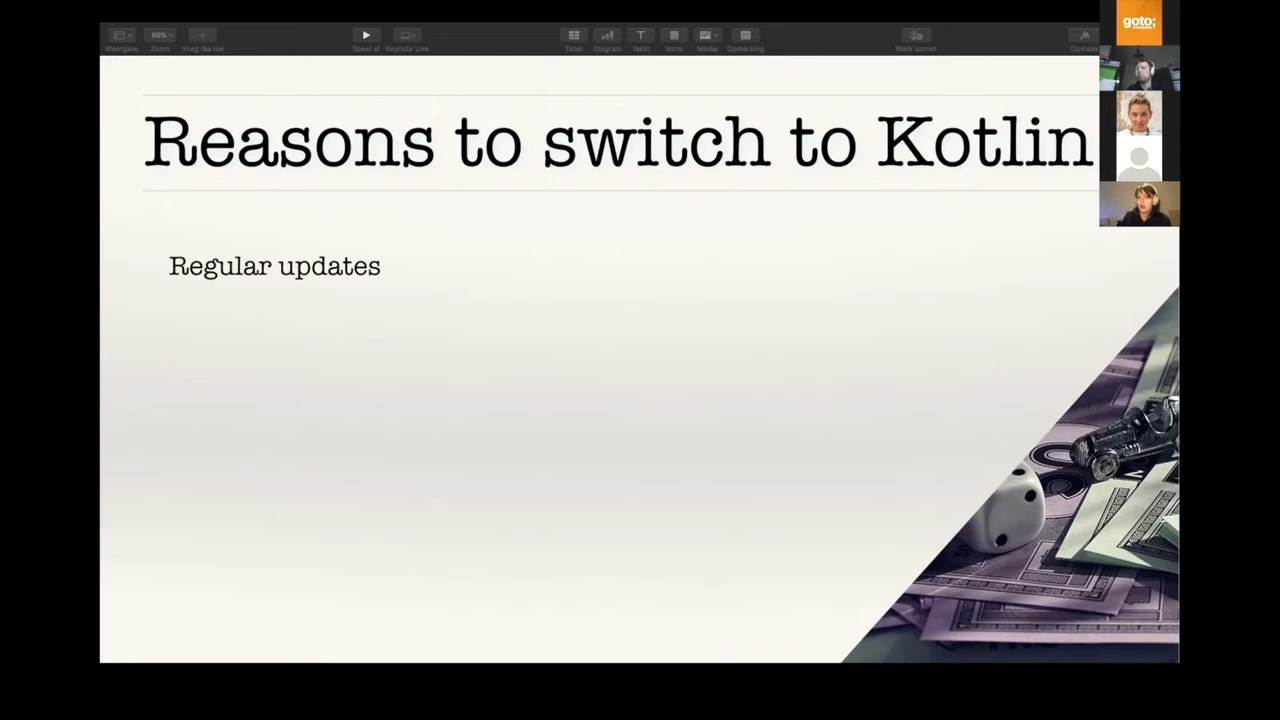 goto;
66%
Weergave
Zoom
Voeg dia toe
Speel af
Keynote Live
Tabel
Diagram
Tekst
Vorm
Media
Opmerking
Werk samen
Opmaak
Reasons to switch to Kotlin
Regular updates